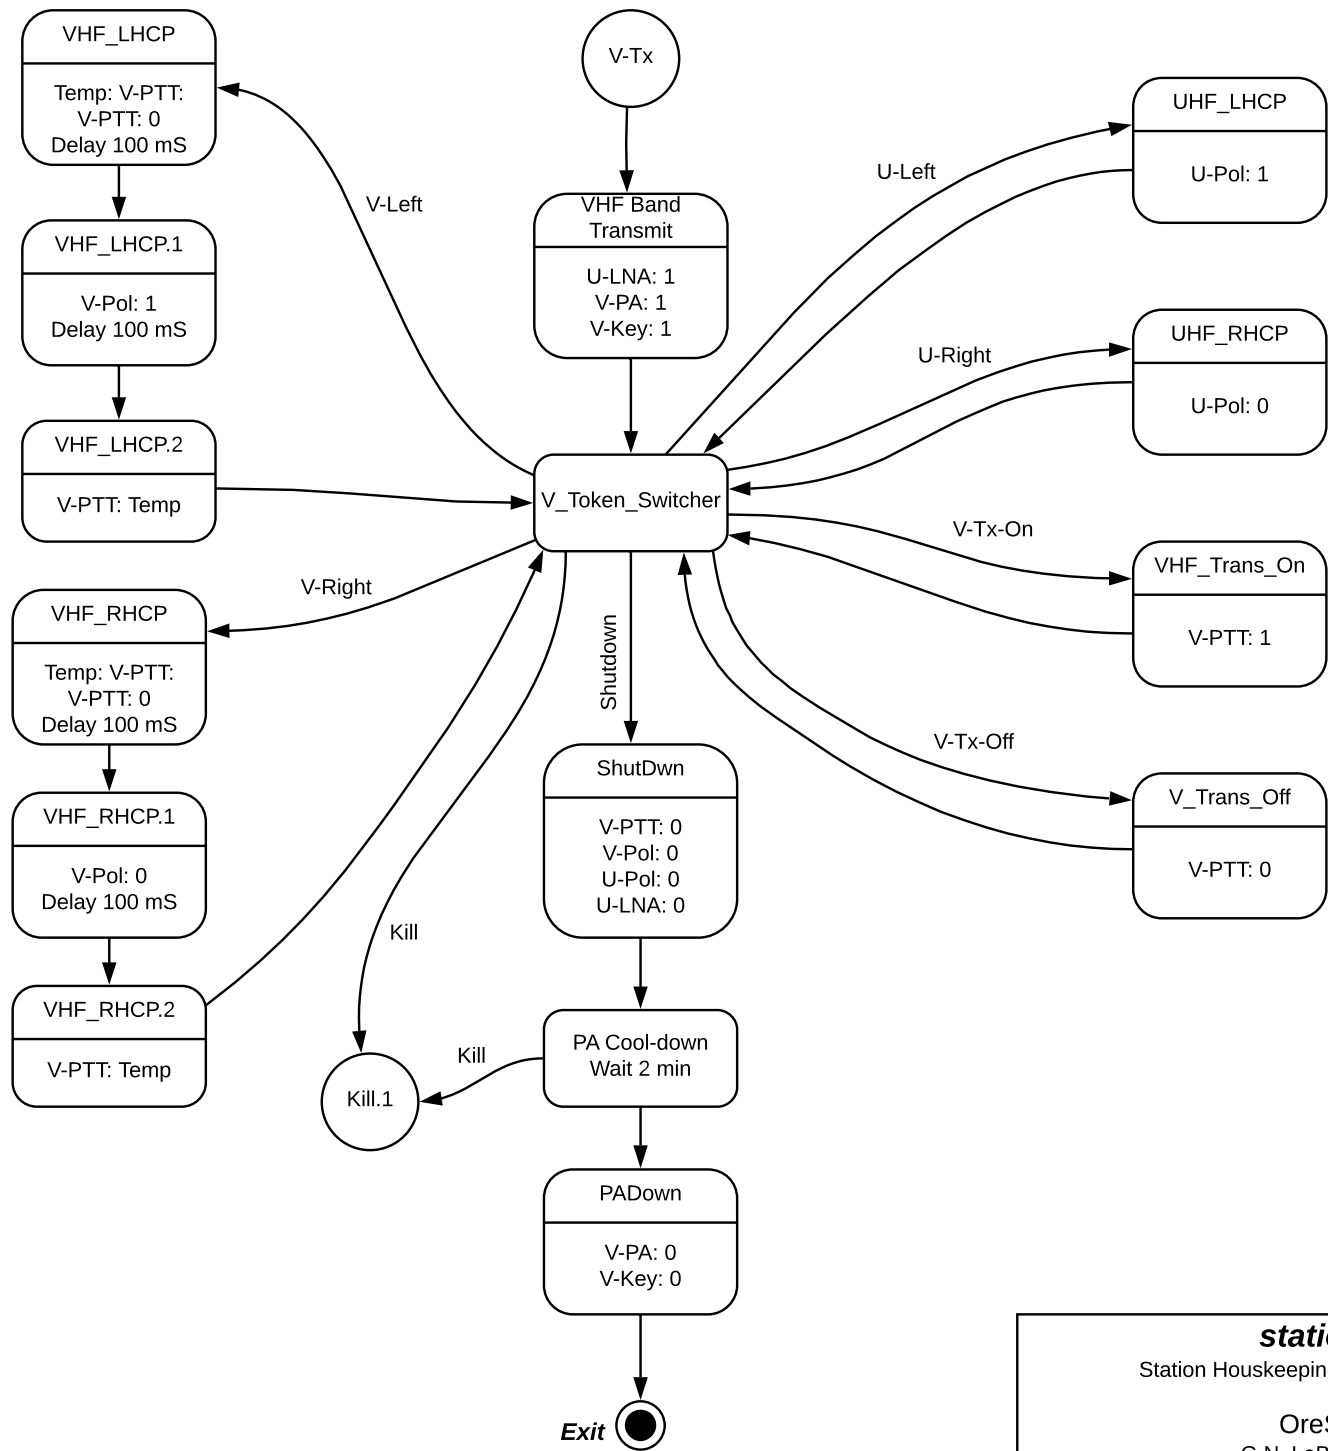 VHF_LHCP
Temp: V-PTT:
V-PTT: 0
Delay 100 mS
VHF_LHCP.1
V-Pol: 1
Delay 100 mS
VHF_LHCP.2
V-PTT: Temp
V-Left
V-Tx
VHF Band
Transmit
U-LNA: 1
V-PA: 1
V-Key: 1
U-Left
UHF_LHCP
U-Pol: 1
U-Right
UHF_RHCP
U-Pol: 0
V_Token_Switcher
V-Tx-On
VHF_Trans_On
V-PTT: 1
V-Tx-Off
V_Trans_Off
V-PTT: 0
V-Right
VHF_RHCP
Temp: V-PTT:
V-PTT: 0
Delay 100 mS
VHF_RHCP.1
V-Pol: 0
Delay 100 mS
VHF_RHCP.2
V-PTT: Temp
Shutdown
ShutDwn
V-PTT: 0
V-Pol: 0
U-Pol: 0
U-LNA: 0
Kill
PA Cool-down
Wait 2 min
Kill
Kill.1
PADown
V-PA: 0
V-Key: 0
Exit
Station